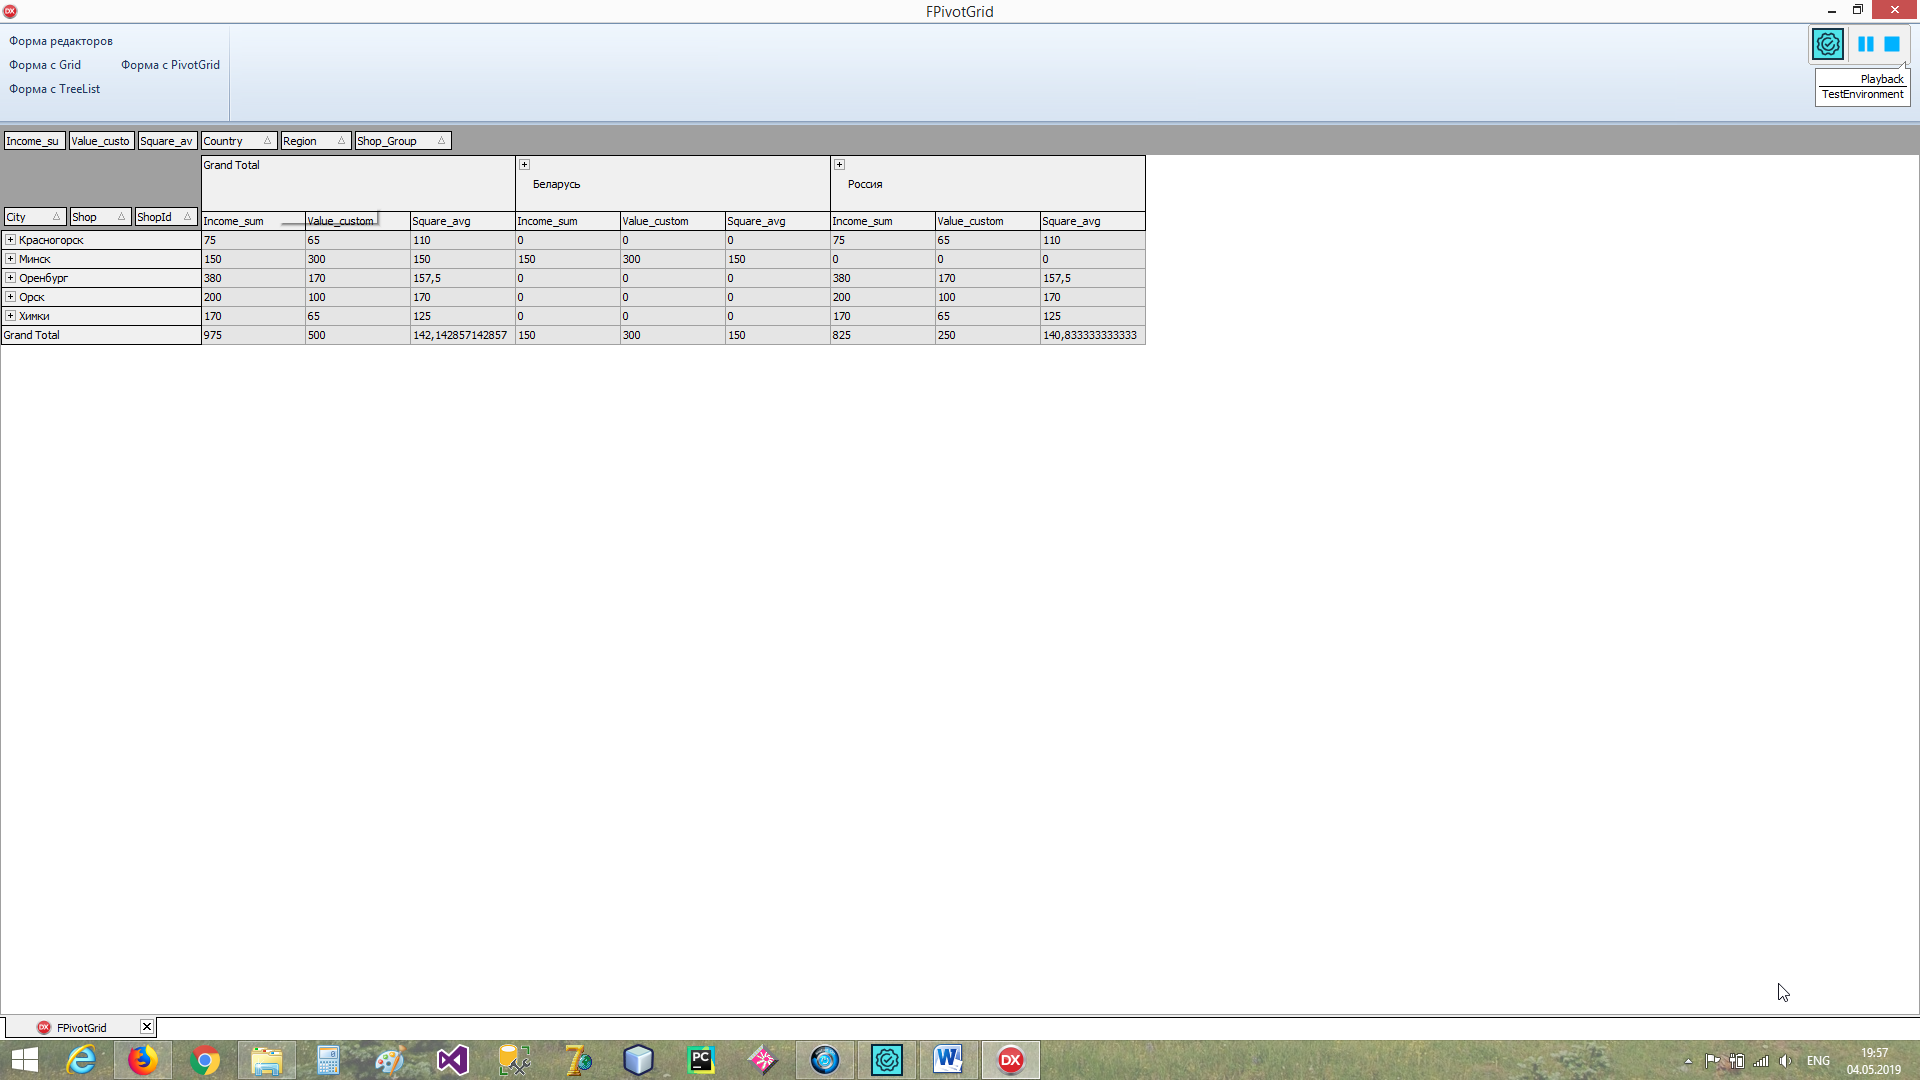 FPivotGrid
Форма редакторов
Форма с Grid Форма с PivotGrid
Форма с TreeList
Playback
TestEnvironment
Income_su Value_custo Square_av Country Region Shop_Group
Grand Total
Беларусь Россия
City Shop ShopId
Income_sum Value_custom Square_avg Income_sum Value_custom Square_avg Income_sum Value_custom Square_avg
Красногорск 75 65 110 0 0 0 75 65 110
Минск 150 300 150 150 300 150 0 0 0
Оренбург 380 170 157,5 0 0 0 380 170 157,5
Орск 200 100 170 0 0 0 200 100 170
Химки 170 65 125 0 0 0 170 65 125
Grand Total 975 500 142,142857142857 150 300 150 825 250 140,833333333333
DX FPivotGrid
PC DX ENG 19:57
04.05.2019